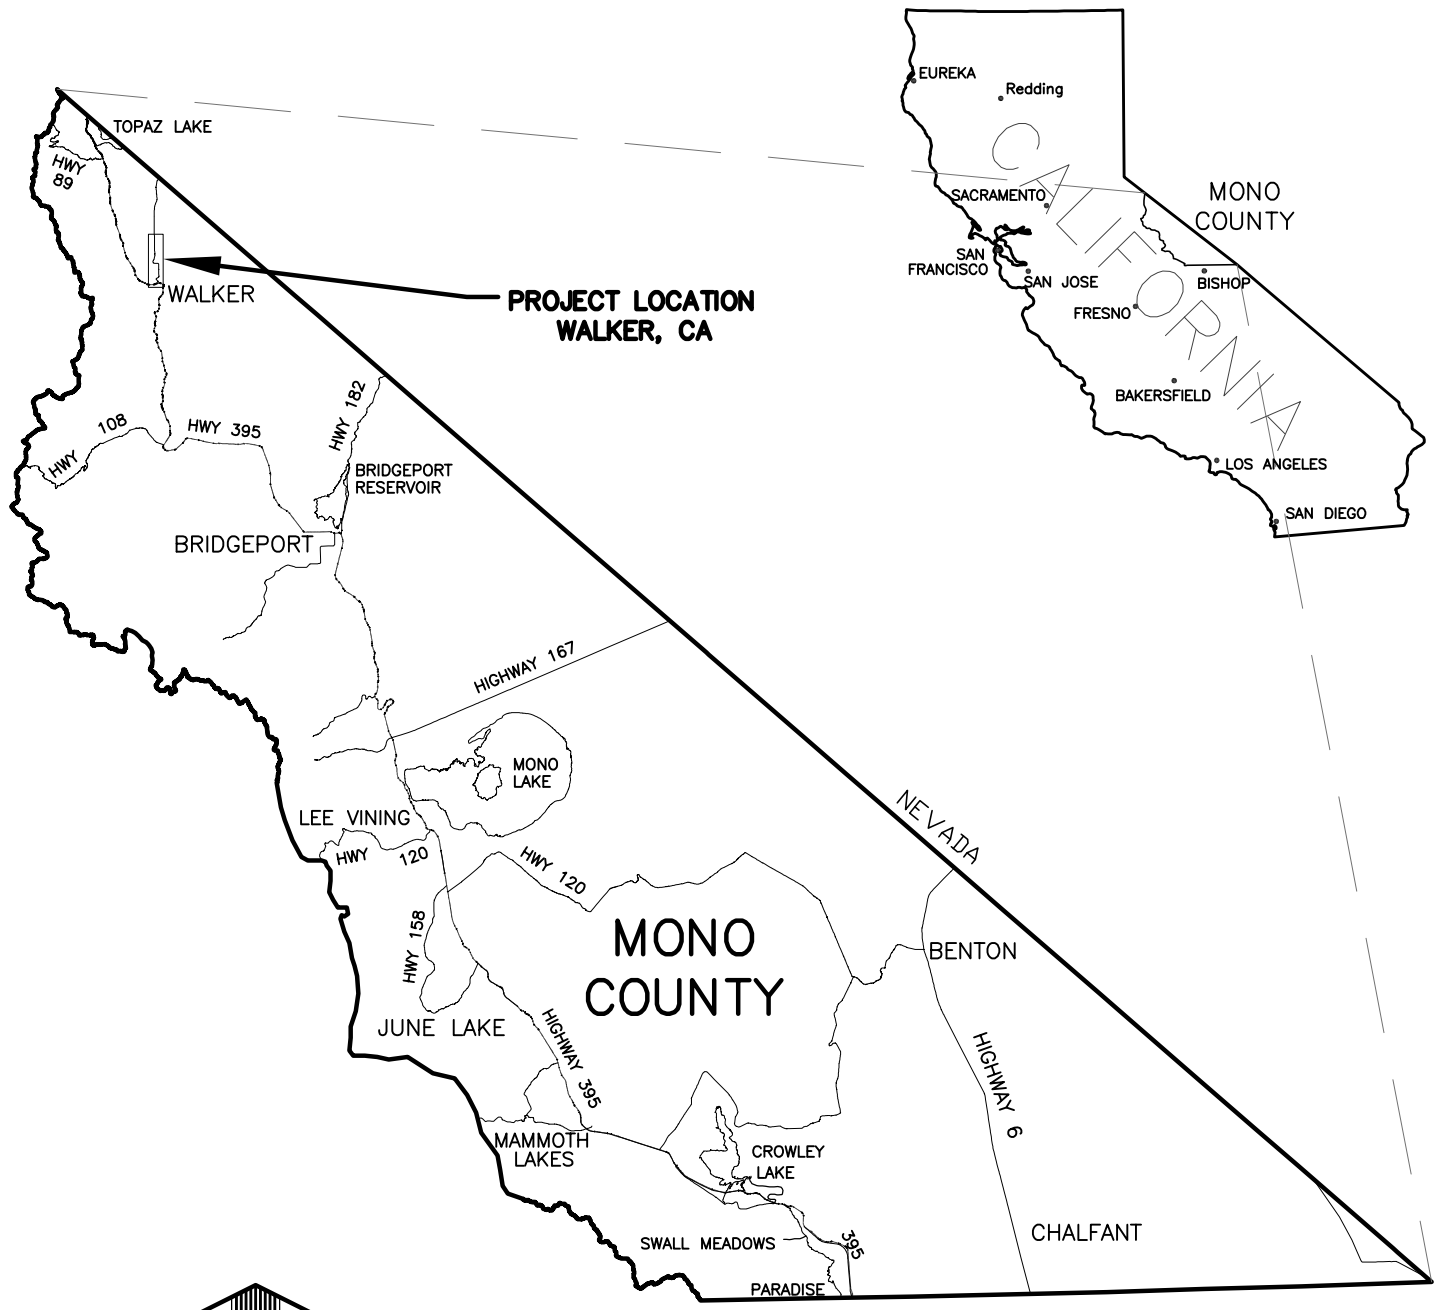 EUREKA
Redding
CALIFORNIA
SACRAMENTO
MONO
COUNTY
SAN
FRANCISCO
SAN JOSE
BISHOP
FRESNO
BAKERSFIELD
LOS ANGELES
SAN DIEGO
TOPAZ LAKE
HWY
89
WALKER
PROJECT LOCATION
WALKER, CA
HWY 182
HWY 108
HWY 395
BRIDGEPORT
RESERVOIR
BRIDGEPORT
HIGHWAY 167
MONO
LAKE
LEE VINING
HWY 120
HWY 120
NEVADA
HWY 158
MONO
COUNTY
BENTON
JUNE LAKE
HIGHWAY 395
HIGHWAY 6
MAMMOTH
LAKES
CROWLEY
LAKE
SWALL MEADOWS
395
CHALFANT
PARADISE